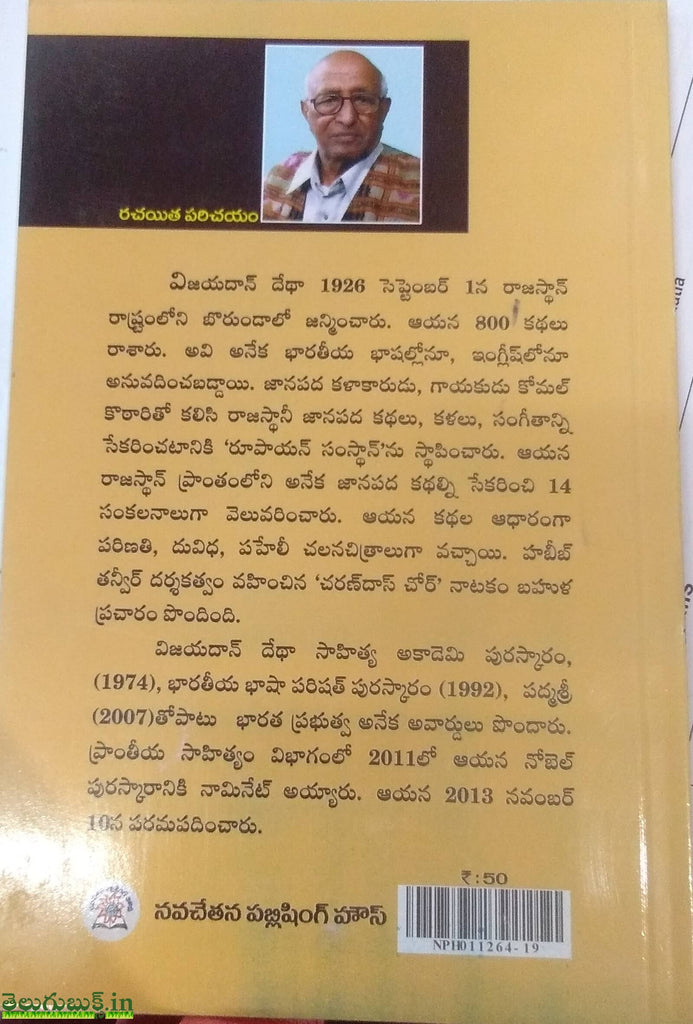 రచయిత పరిచయం
విజయదాన్ దేథా 1926 సెప్టెంబర్ 1న రాజస్థాన్
రాష్ట్రంలోని బొరుండాలో జన్మించారు. ఆయన 800 కథలు
రాశారు. అవి అనేక భారతీయ భాషల్లోనూ, ఇంగ్లీష్‌లోనూ
అనువదించబడ్డాయి. జానపద కళాకారుడు, గాయకుడు కోమల్
కొఠారితో కలిసి రాజస్థానీ జానపద కథలు, కళలు, సంగీతాన్ని
సేకరించటానికి ‘రూపాయన్ సంస్థాన్’ను స్థాపించారు. ఆయన
రాజస్థాన్ ప్రాంతంలోని అనేక జానపద కథల్ని సేకరించి 14
సంకలనాలుగా వెలువరించారు. ఆయన కథల ఆధారంగా
పరిణతి, దువిధ, పహేలీ చలనచిత్రాలుగా వచ్చాయి. హబీబ్
తన్వీర్ దర్శకత్వం వహించిన ‘చరణ్‌దాస్ చోర్’ నాటకం బహుళ
ప్రచారం పొందింది.
విజయదాన్ దేథా సాహిత్య అకాడెమి పురస్కారం,
(1974), భారతీయ భాషా పరిషత్ పురస్కారం (1992), పద్మశ్రీ
(2007)తోపాటు భారత ప్రభుత్వ అనేక అవార్డులు పొందారు.
ప్రాంతీయ సాహిత్యం విభాగంలో 2011లో ఆయన నోబెల్
పురస్కారానికి నామినేట్ అయ్యారు. ఆయన 2013 నవంబర్
10న పరమపదించారు.
₹:50
నవచేతన పబ్లిషింగ్ హౌస్
NPH011264-19
తెలుగుబుక్.in